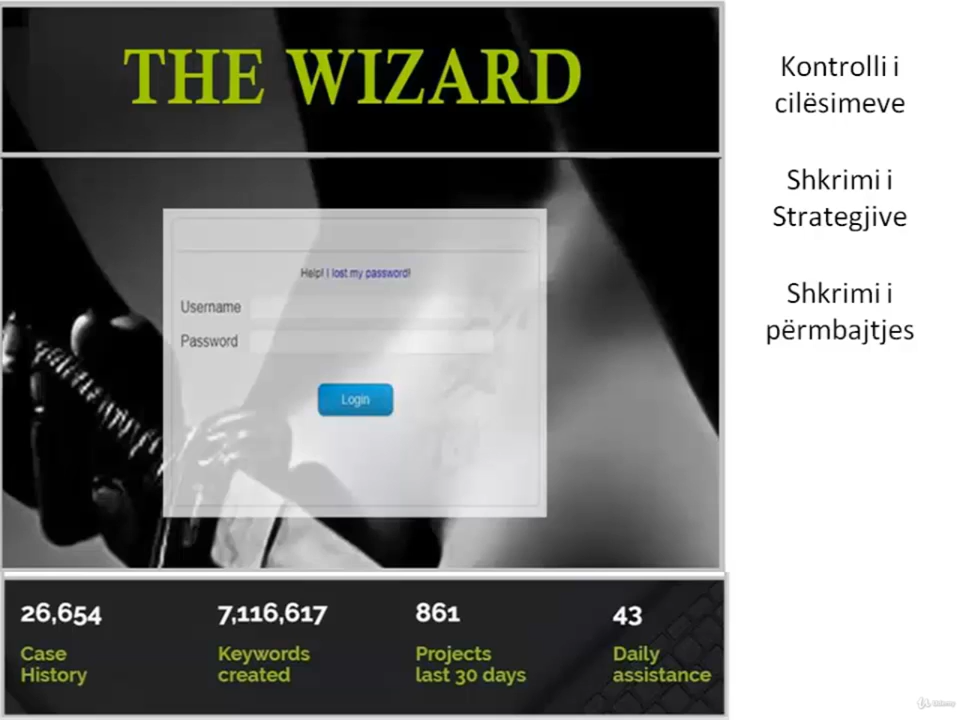 THE WIZARD
Help! I lost my password!
Username
Password
Login
26,654
Case
History
7,116,617
Keywords
created
861
Projects
last 30 days
43
Daily
assistance
Kontrolli i
cilësimeve
Shkrimi i
Strategjive
Shkrimi i
përmbajtjes
Udemy